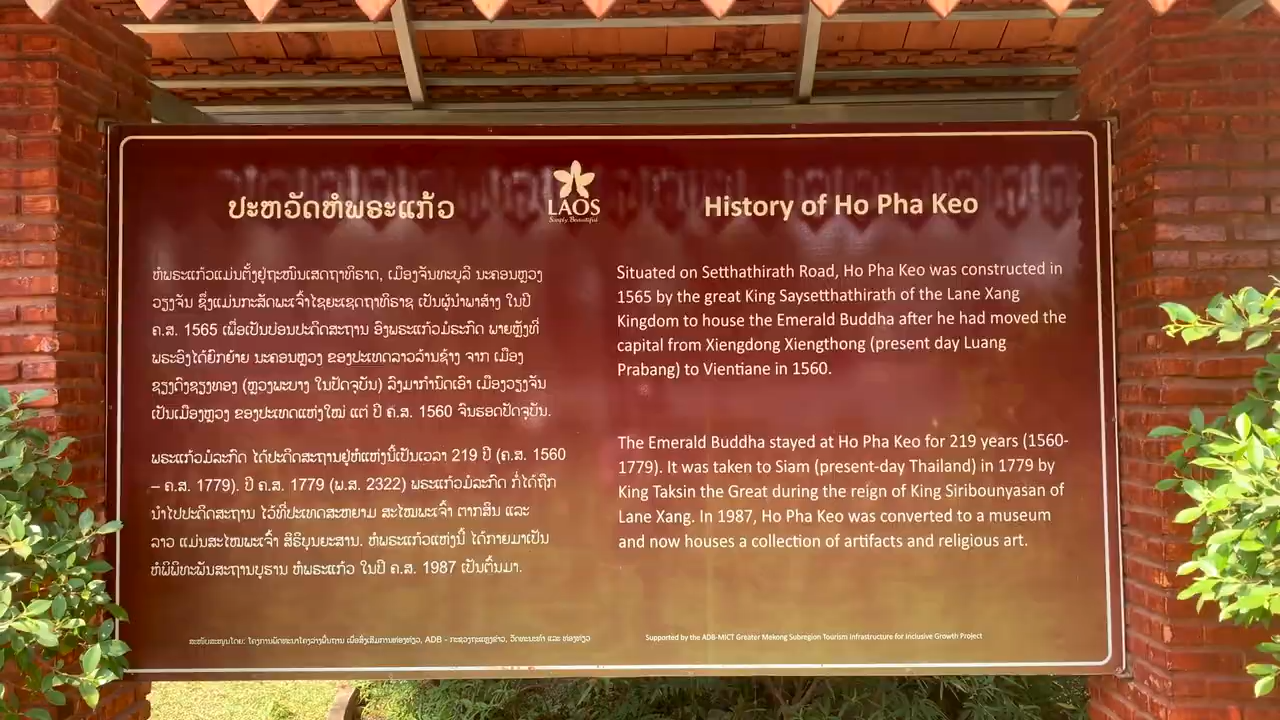 ປະຫວັດຫໍພຣະແກ້ວ
LAOS
Simply Beautiful
History of Ho Pha Keo
ຫໍພຣະແກ້ວແມ່ນຕັ້ງຢູ່ຖະໜົນເສດຖາທິຣາດ, ເມືອງຈັນທະບູລີ ນະຄອນຫຼວງ
ວຽງຈັນ ຊຶ່ງແມ່ນກະສັດພະເຈົ້າໄຊຍະເຊດຖາທິຣາຊ ເປັນຜູ້ນຳພາສ້າງ ໃນປີ
ຄ.ສ. 1565 ເພື່ອເປັນບ່ອນປະດິດສະຖານ ອົງພຣະແກ້ວມໍຣະກົດ ພາຍຫຼັງທີ່
ພຣະອົງໄດ້ຍົກຍ້າຍ ນະຄອນຫຼວງ ຂອງປະເທດລາວລ້ານຊ້າງ ຈາກ ເມືອງ
ຊຽງດົງຊຽງທອງ (ຫຼວງພະບາງ ໃນປັດຈຸບັນ) ລົງມາກຳນົດເອົາ ເມືອງວຽງຈັນ
ເປັນເມືອງຫຼວງ ຂອງປະເທດແຫ່ງໃໝ່ ແຕ່ ປີ ຄ.ສ. 1560 ຈົນຮອດປັດຈຸບັນ.
ພຣະແກ້ວມໍລະກົດ ໄດ້ປະດິດສະຖານຢູ່ຫໍແຫ່ງນີ້ເປັນເວລາ 219 ປີ (ຄ.ສ. 1560
– ຄ.ສ. 1779). ປີ ຄ.ສ. 1779 (ພ.ສ. 2322) ພຣະແກ້ວມໍລະກົດ ກໍ່ໄດ້ຖືກ
ນຳໄປປະດິດສະຖານ ໄວ້ທີ່ປະເທດສະຫຍາມ ສະໄໝພະເຈົ້າ ຕາກສິນ ແລະ
ລາວ ແມ່ນສະໄໝພະເຈົ້າ ສິຣິບຸນຍະສານ. ຫໍພຣະແກ້ວແຫ່ງນີ້ ໄດ້ກາຍມາເປັນ
ຫໍພິພິທະພັນສະຖານບູຮານ ຫໍພຣະແກ້ວ ໃນປີ ຄ.ສ. 1987 ເປັນຕົ້ນມາ.
Situated on Setthathirath Road, Ho Pha Keo was constructed in
1565 by the great King Saysetthathirath of the Lane Xang
Kingdom to house the Emerald Buddha after he had moved the
capital from Xiengdong Xiengthong (present day Luang
Prabang) to Vientiane in 1560.
The Emerald Buddha stayed at Ho Pha Keo for 219 years (1560-
1779). It was taken to Siam (present-day Thailand) in 1779 by
King Taksin the Great during the reign of King Siribounyasan of
Lane Xang. In 1987, Ho Pha Keo was converted to a museum
and now houses a collection of artifacts and religious art.
ສະໜັບສະໜູນໂດຍ: ໂຄງການພັດທະນາໂຄງລ່າງພື້ນຖານ ເພື່ອສົ່ງເສີມການທ່ອງທ່ຽວ, ADB - ກະຊວງຖະແຫຼງຂ່າວ, ວັດທະນະທຳ ແລະ ທ່ອງທ່ຽວ
Supported by the ADB-MICT Greater Mekong Subregion Tourism Infrastructure for Inclusive Growth Project